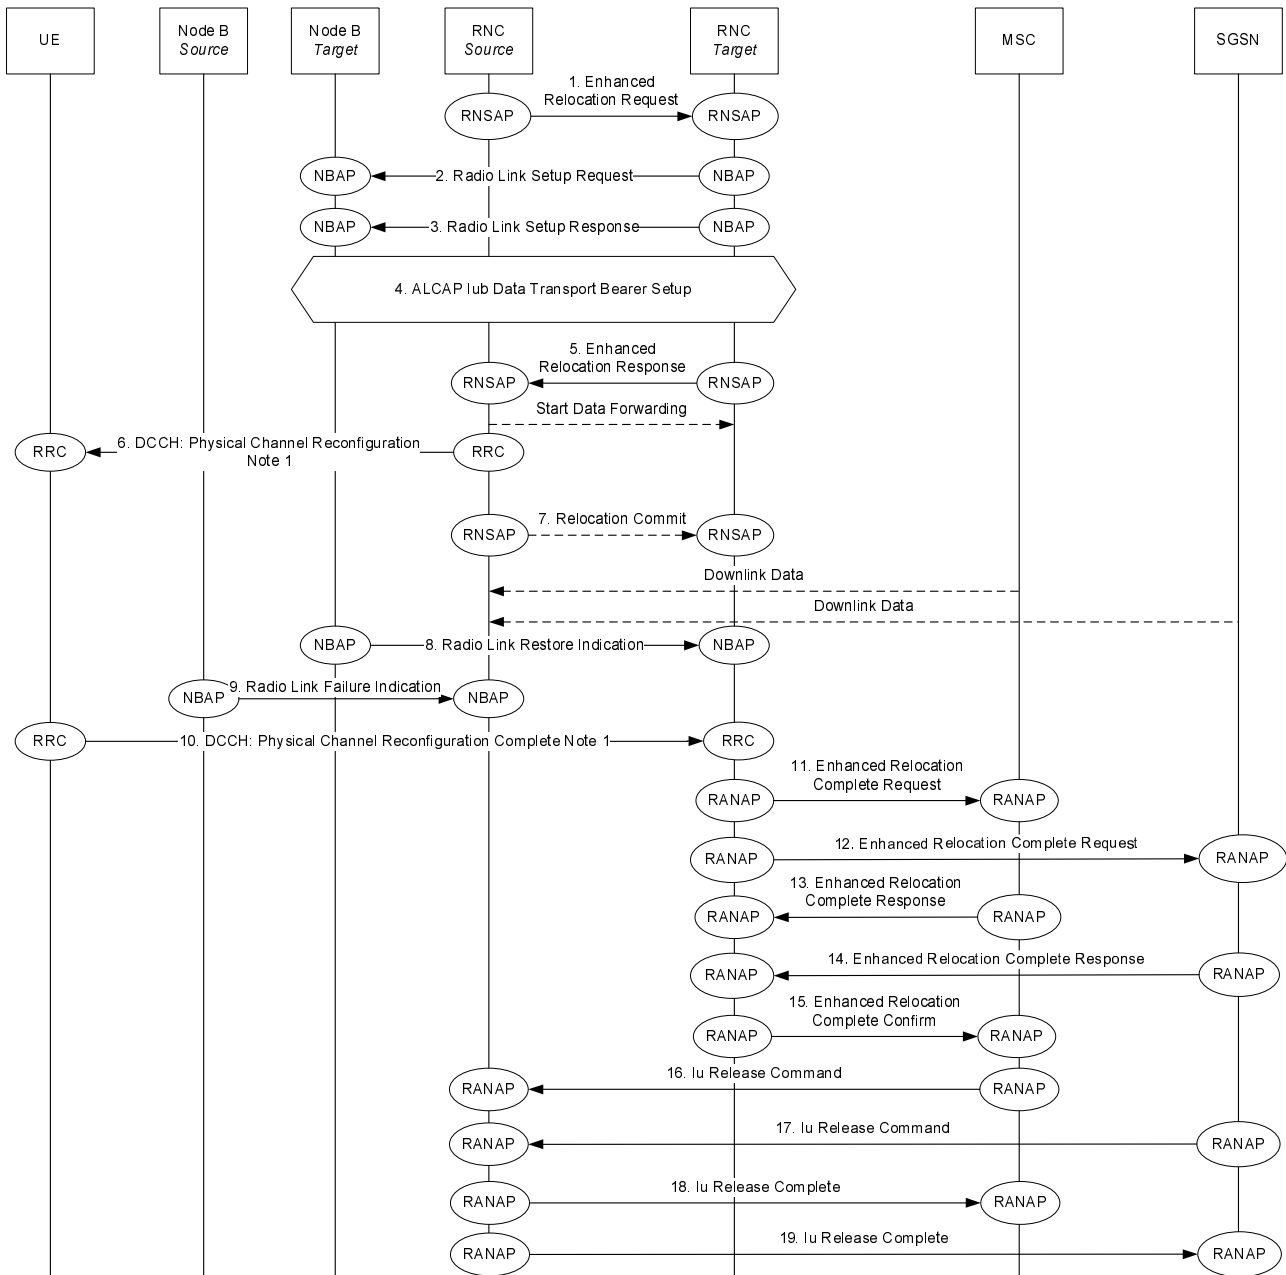 UE
Node B
Source
Node B
Target
RNC
Source
RNC
Target
MSC
SGSN
1. Enhanced
Relocation Request
RNSAP
RNSAP
NBAP
2. Radio Link Setup Request
NBAP
NBAP
3. Radio Link Setup Response
NBAP
4. ALCAP Iub Data Transport Bearer Setup
5. Enhanced
Relocation Response
RNSAP
RNSAP
Start Data Forwarding
RRC
6. DCCH: Physical Channel Reconfiguration
Note 1
RRC
RNSAP
7. Relocation Commit
RNSAP
Downlink Data
Downlink Data
NBAP
8. Radio Link Restore Indication
NBAP
NBAP
9. Radio Link Failure Indication
NBAP
RRC
10. DCCH: Physical Channel Reconfiguration Complete Note 1
RRC
11. Enhanced Relocation
Complete Request
RANAP
RANAP
12. Enhanced Relocation Complete Request
RANAP
RANAP
13. Enhanced Relocation
Complete Response
RANAP
RANAP
14. Enhanced Relocation Complete Response
RANAP
RANAP
15. Enhanced Relocation
Complete Confirm
RANAP
RANAP
16. Iu Release Command
RANAP
RANAP
17. Iu Release Command
RANAP
RANAP
18. Iu Release Complete
RANAP
RANAP
19. Iu Release Complete
RANAP
RANAP